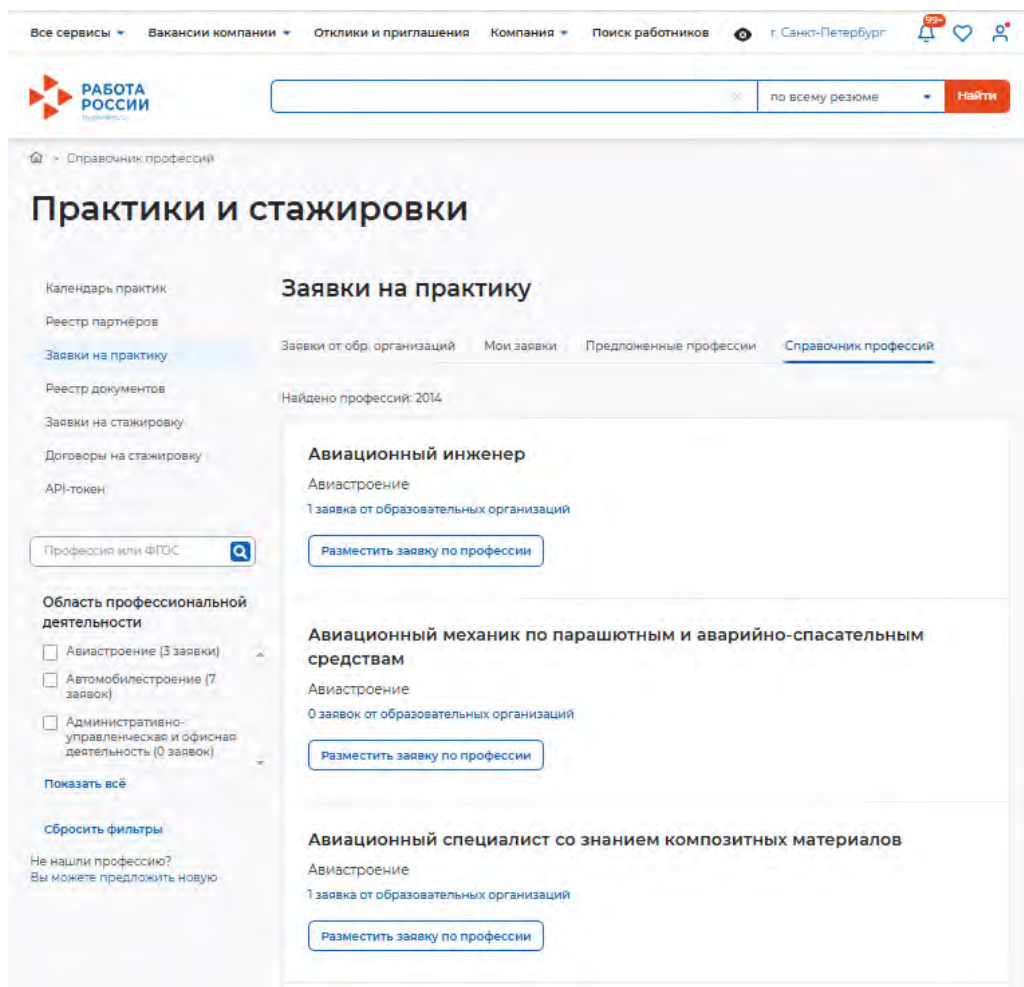 Все сервисы Вакансии компании Отклики и приглашения Компания Поиск работников г. Санкт-Петербург 99+
РАБОТА
РОССИИ
по всему резюме Найти
> Справочник профессий
Практики и стажировки
Календарь практик
Реестр партнёров
Заявки на практику
Реестр документов
Заявки на стажировку
Договоры на стажировку
API-токен
Профессия или ФГОС
Область профессиональной
деятельности
Авиастроение (3 заявки)
Автомобилестроение (7
заявок)
Административно-
управленческая и офисная
деятельность (0 заявок)
Показать всё
Сбросить фильтры
Не нашли профессию?
Вы можете предложить новую
Заявки на практику
Заявки от обр. организаций Мои заявки Предложенные профессии Справочник профессий
Найдено профессий: 2014
Авиационный инженер
Авиастроение
1 заявка от образовательных организаций
Разместить заявку по профессии
Авиационный механик по парашютным и аварийно-спасательным
средствам
Авиастроение
0 заявок от образовательных организаций
Разместить заявку по профессии
Авиационный специалист со знанием композитных материалов
Авиастроение
1 заявка от образовательных организаций
Разместить заявку по профессии